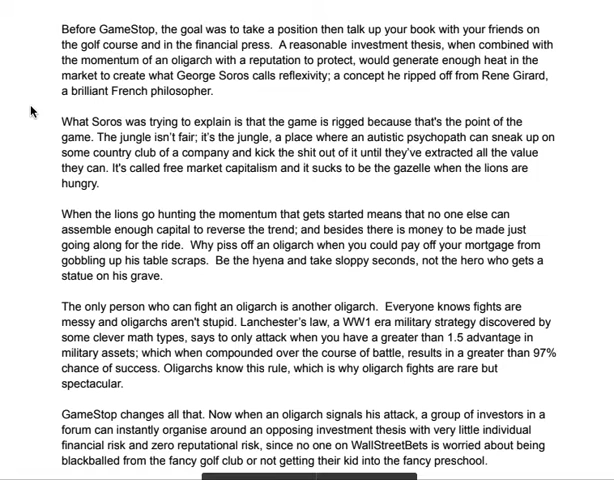 Before GameStop, the goal was to take a position then talk up your book with your friends on
the golf course and in the financial press.  A reasonable investment thesis, when combined with
the momentum of an oligarch with a reputation to protect, would generate enough heat in the
market to create what George Soros calls reflexivity; a concept he ripped off from Rene Girard,
a brilliant French philosopher.
What Soros was trying to explain is that the game is rigged because that's the point of the
game. The jungle isn’t fair; it’s the jungle, a place where an autistic psychopath can sneak up on
some country club of a company and kick the shit out of it until they’ve extracted all the value
they can. It's called free market capitalism and it sucks to be the gazelle when the lions are
hungry.
When the lions go hunting the momentum that gets started means that no one else can
assemble enough capital to reverse the trend; and besides there is money to be made just
going along for the ride.  Why piss off an oligarch when you could pay off your mortgage from
gobbling up his table scraps.  Be the hyena and take sloppy seconds, not the hero who gets a
statue on his grave.
The only person who can fight an oligarch is another oligarch.  Everyone knows fights are
messy and oligarchs aren't stupid. Lanchester’s law, a WW1 era military strategy discovered by
some clever math types, says to only attack when you have a greater than 1.5 advantage in
military assets; which when compounded over the course of battle, results in a greater than 97%
chance of success. Oligarchs know this rule, which is why oligarch fights are rare but
spectacular.
GameStop changes all that. Now when an oligarch signals his attack, a group of investors in a
forum can instantly organise around an opposing investment thesis with very little individual
financial risk and zero reputational risk, since no one on WallStreetBets is worried about being
blackballed from the fancy golf club or not getting their kid into the fancy preschool.